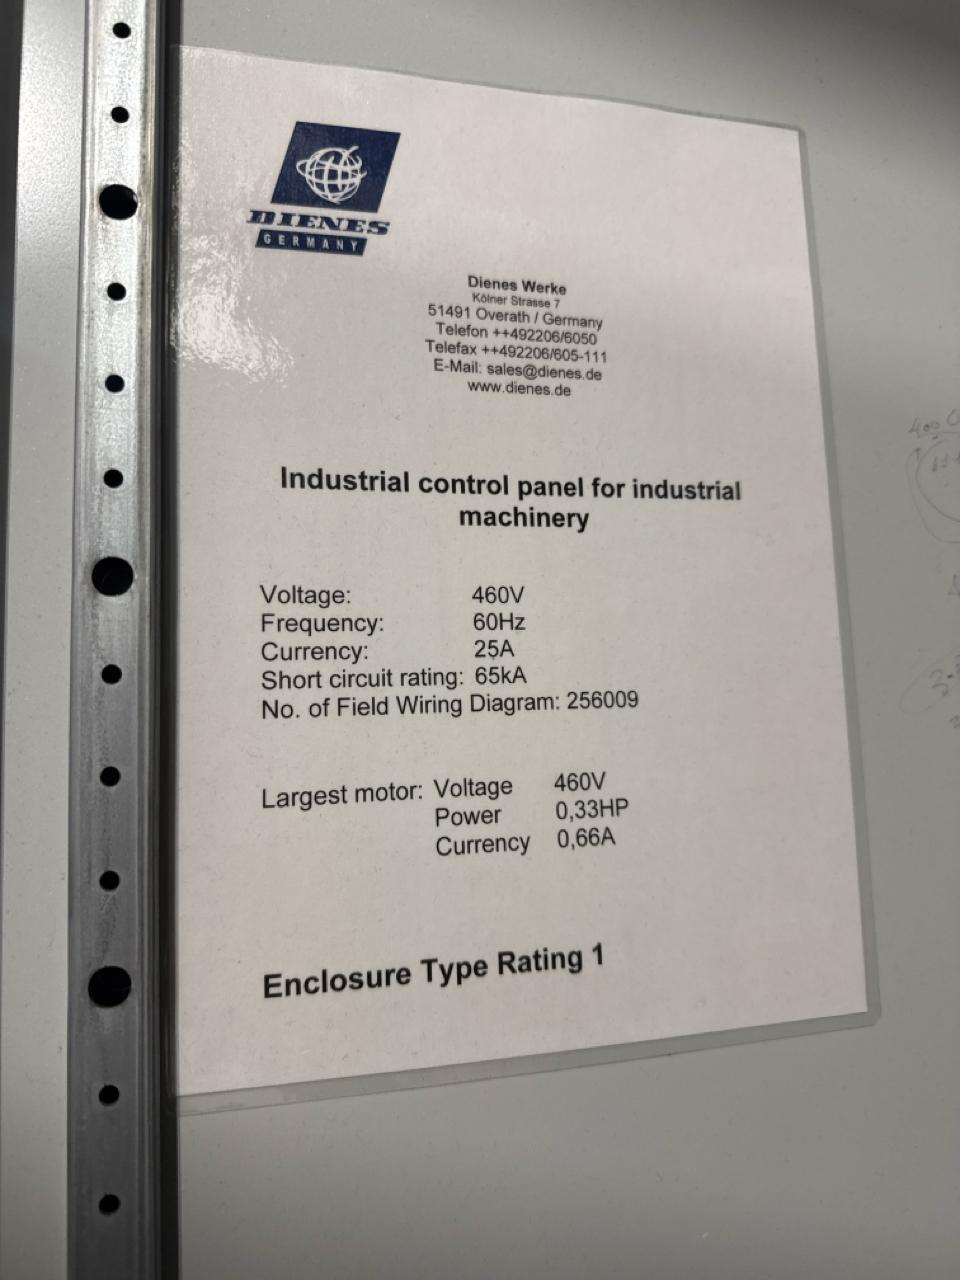 DIENES
GERMANY
Dienes Werke
Kölner Strasse 7
51491 Overath / Germany
Telefon ++492206/6050
Telefax ++492206/605-111
E-Mail: sales@dienes.de
www.dienes.de
Industrial control panel for industrial
machinery
Voltage: 460V
Frequency: 60Hz
Currency: 25A
Short circuit rating: 65kA
No. of Field Wiring Diagram: 256009
Largest motor: Voltage 460V
Power 0,33HP
Currency 0,66A
Enclosure Type Rating 1